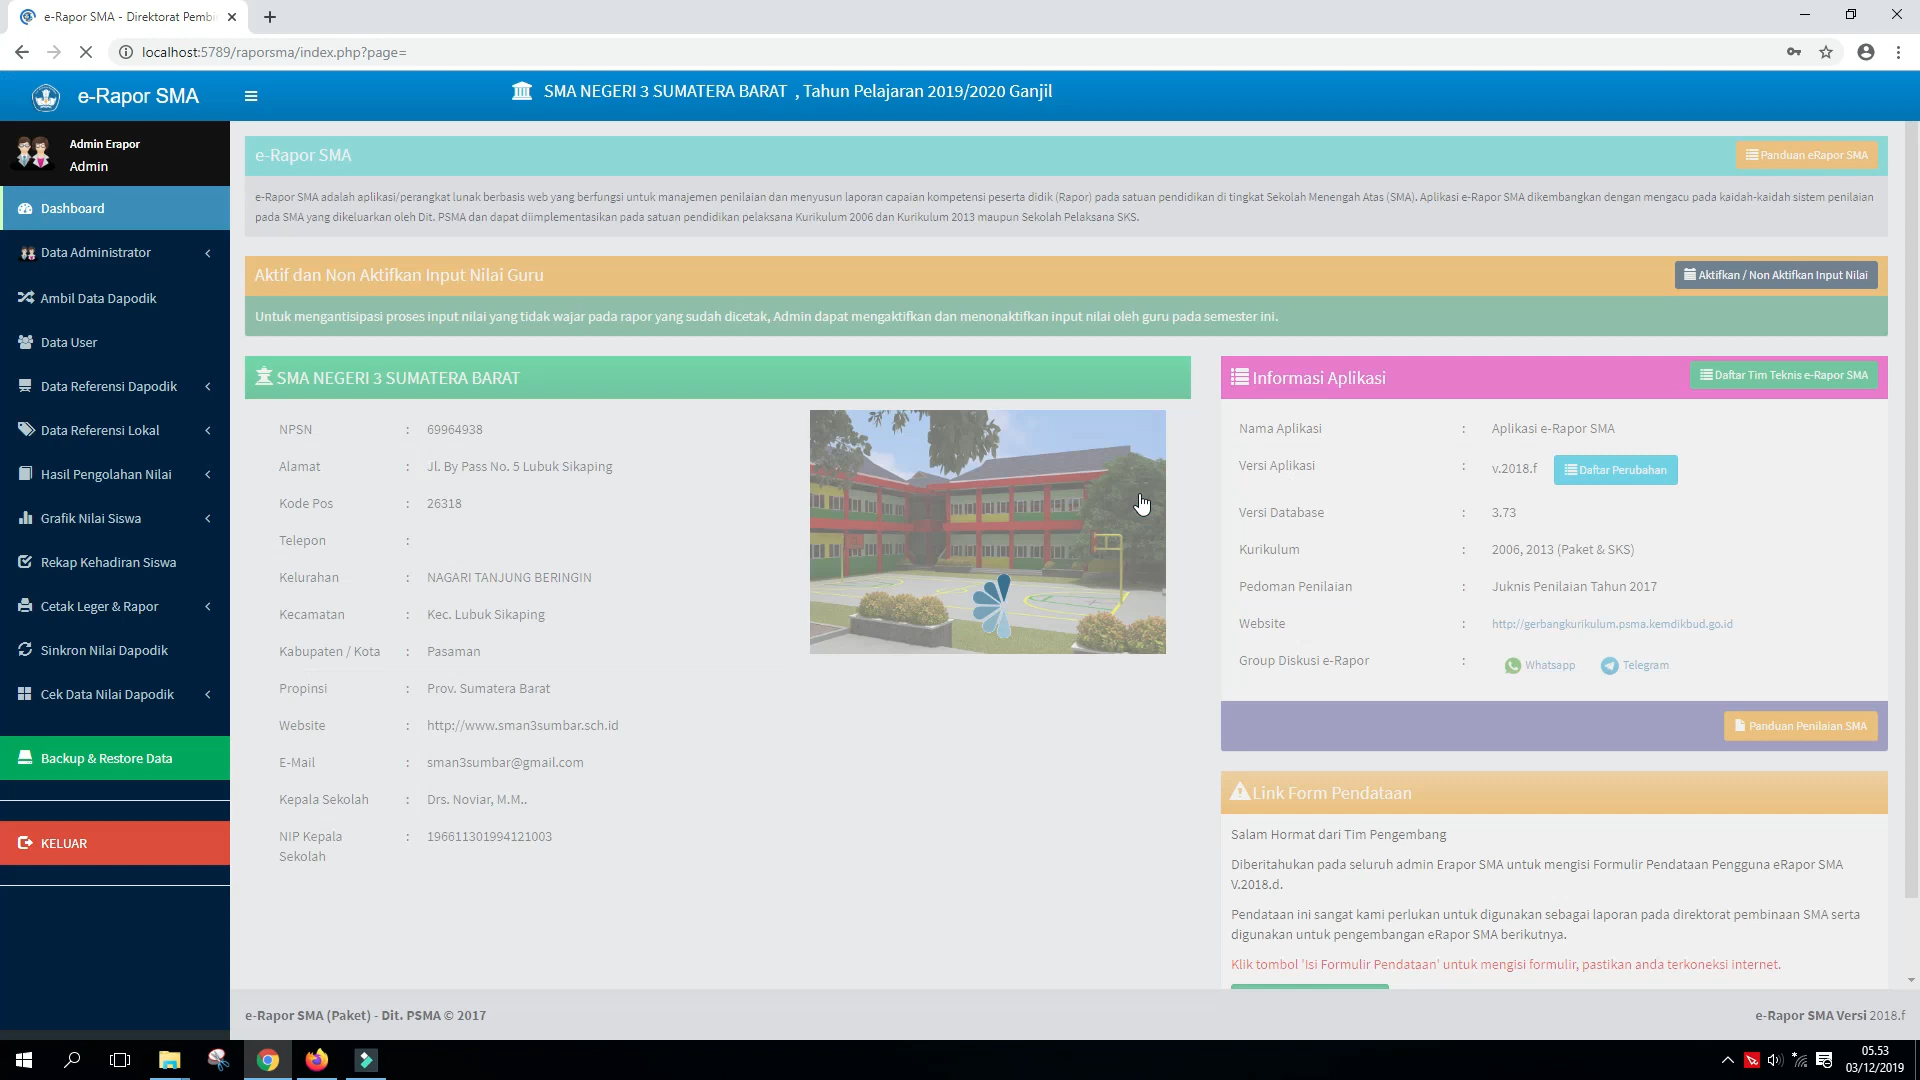 e-Rapor SMA - Direktorat Pembi
localhost:5789/raporsma/index.php?page=
e-Rapor SMA
SMA NEGERI 3 SUMATERA BARAT , Tahun Pelajaran 2019/2020 Ganjil
Admin Erapor
Admin
Dashboard
Data Administrator
Ambil Data Dapodik
Data User
Data Referensi Dapodik
Data Referensi Lokal
Hasil Pengolahan Nilai
Grafik Nilai Siswa
Rekap Kehadiran Siswa
Cetak Leger & Rapor
Sinkron Nilai Dapodik
Cek Data Nilai Dapodik
Backup & Restore Data
KELUAR
e-Rapor SMA
Panduan eRapor SMA
e-Rapor SMA adalah aplikasi/perangkat lunak berbasis web yang berfungsi untuk manajemen penilaian dan menyusun laporan capaian kompetensi peserta didik (Rapor) pada satuan pendidikan di tingkat Sekolah Menengah Atas (SMA). Aplikasi e-Rapor SMA dikembangkan dengan mengacu pada kaidah-kaidah sistem penilaian
pada SMA yang dikeluarkan oleh Dit. PSMA dan dapat diimplementasikan pada satuan pendidikan pelaksana Kurikulum 2006 dan Kurikulum 2013 maupun Sekolah Pelaksana SKS.
Aktif dan Non Aktifkan Input Nilai Guru
Aktifkan / Non Aktifkan Input Nilai
Untuk mengantisipasi proses input nilai yang tidak wajar pada rapor yang sudah dicetak, Admin dapat mengaktifkan dan menonaktifkan input nilai oleh guru pada semester ini.
SMA NEGERI 3 SUMATERA BARAT
NPSN : 69964938
Alamat : Jl. By Pass No. 5 Lubuk Sikaping
Kode Pos : 26318
Telepon :
Kelurahan : NAGARI TANJUNG BERINGIN
Kecamatan : Kec. Lubuk Sikaping
Kabupaten / Kota : Pasaman
Propinsi : Prov. Sumatera Barat
Website : http://www.sman3sumbar.sch.id
E-Mail : sman3sumbar@gmail.com
Kepala Sekolah : Drs. Noviar, M.M..
NIP Kepala : 196611301994121003
Sekolah
Informasi Aplikasi
Daftar Tim Teknis e-Rapor SMA
Nama Aplikasi : Aplikasi e-Rapor SMA
Versi Aplikasi : v.2018.f Daftar Perubahan
Versi Database : 3.73
Kurikulum : 2006, 2013 (Paket & SKS)
Pedoman Penilaian : Juknis Penilaian Tahun 2017
Website : http://gerbangkurikulum.psma.kemdikbud.go.id
Group Diskusi e-Rapor : Whatsapp Telegram
Panduan Penilaian SMA
Link Form Pendataan
Salam Hormat dari Tim Pengembang
Diberitahukan pada seluruh admin Erapor SMA untuk mengisi Formulir Pendataan Pengguna eRapor SMA
V.2018.d.
Pendataan ini sangat kami perlukan untuk digunakan sebagai laporan pada direktorat pembinaan SMA serta
digunakan untuk pengembangan eRapor SMA berikutnya.
Klik tombol 'Isi Formulir Pendataan' untuk mengisi formulir, pastikan anda terkoneksi internet.
e-Rapor SMA (Paket) - Dit. PSMA © 2017
e-Rapor SMA Versi 2018.f
05.53
03/12/2019